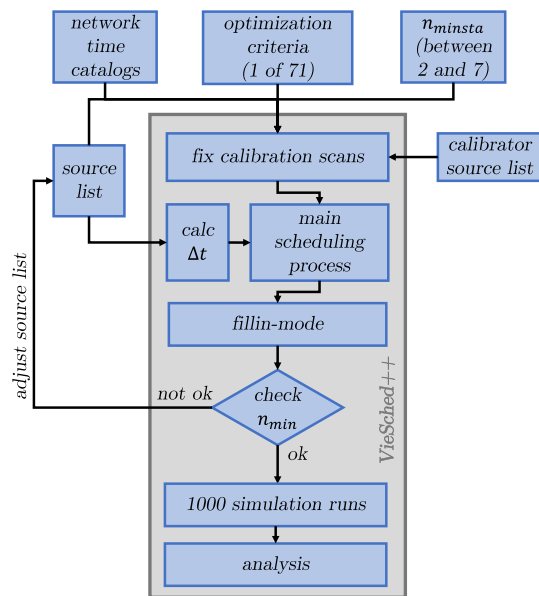 network
time
catalogs
optimization
criteria
(1 of 71)
n_minsta
(between
2 and 7)
fix calibration scans
calibrator
source list
source
list
calc
Δt
main
scheduling
process
adjust source list
fillin-mode
VieSched++
not ok
check
n_min
ok
1000 simulation runs
analysis